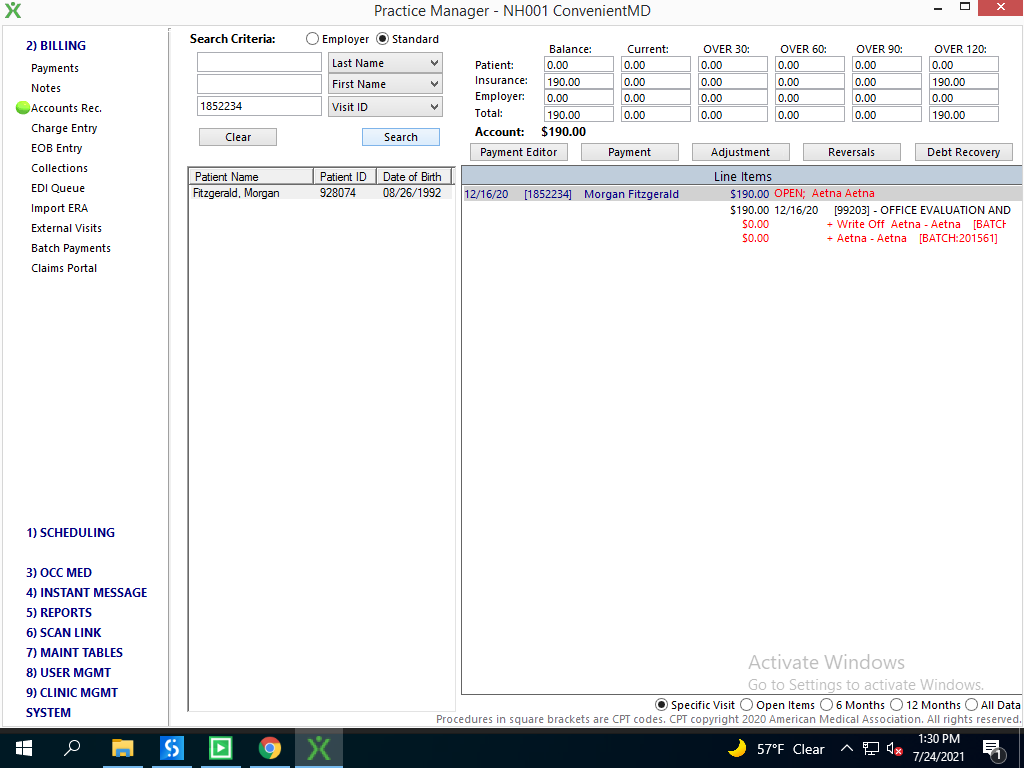 Practice Manager - NH001 ConvenientMD
2) BILLING
Payments
Notes
Accounts Rec.
Charge Entry
EOB Entry
Collections
EDI Queue
Import ERA
External Visits
Batch Payments
Claims Portal
1) SCHEDULING
3) OCC MED
4) INSTANT MESSAGE
5) REPORTS
6) SCAN LINK
7) MAINT TABLES
8) USER MGMT
9) CLINIC MGMT
SYSTEM
Search Criteria: Employer Standard
Last Name
First Name
1852234 Visit ID
Clear Search
Patient Name Patient ID Date of Birth
Fitzgerald, Morgan 928074 08/26/1992
Balance: Current: OVER 30: OVER 60: OVER 90: OVER 120:
Patient: 0.00 0.00 0.00 0.00 0.00 0.00
Insurance: 190.00 0.00 0.00 0.00 0.00 190.00
Employer: 0.00 0.00 0.00 0.00 0.00 0.00
Total: 190.00 0.00 0.00 0.00 0.00 190.00
Account: $190.00
Payment Editor Payment Adjustment Reversals Debt Recovery
Line Items
12/16/20 [1852234] Morgan Fitzgerald $190.00 OPEN; Aetna Aetna
$190.00 12/16/20 [99203] - OFFICE EVALUATION AND
$0.00 + Write Off Aetna - Aetna [BATCH
$0.00 + Aetna - Aetna [BATCH:201561]
Activate Windows
Go to Settings to activate Windows.
Specific Visit Open Items 6 Months 12 Months All Data
Procedures in square brackets are CPT codes. CPT copyright 2020 American Medical Association. All rights reserved.
57°F Clear
1:30 PM
7/24/2021
1